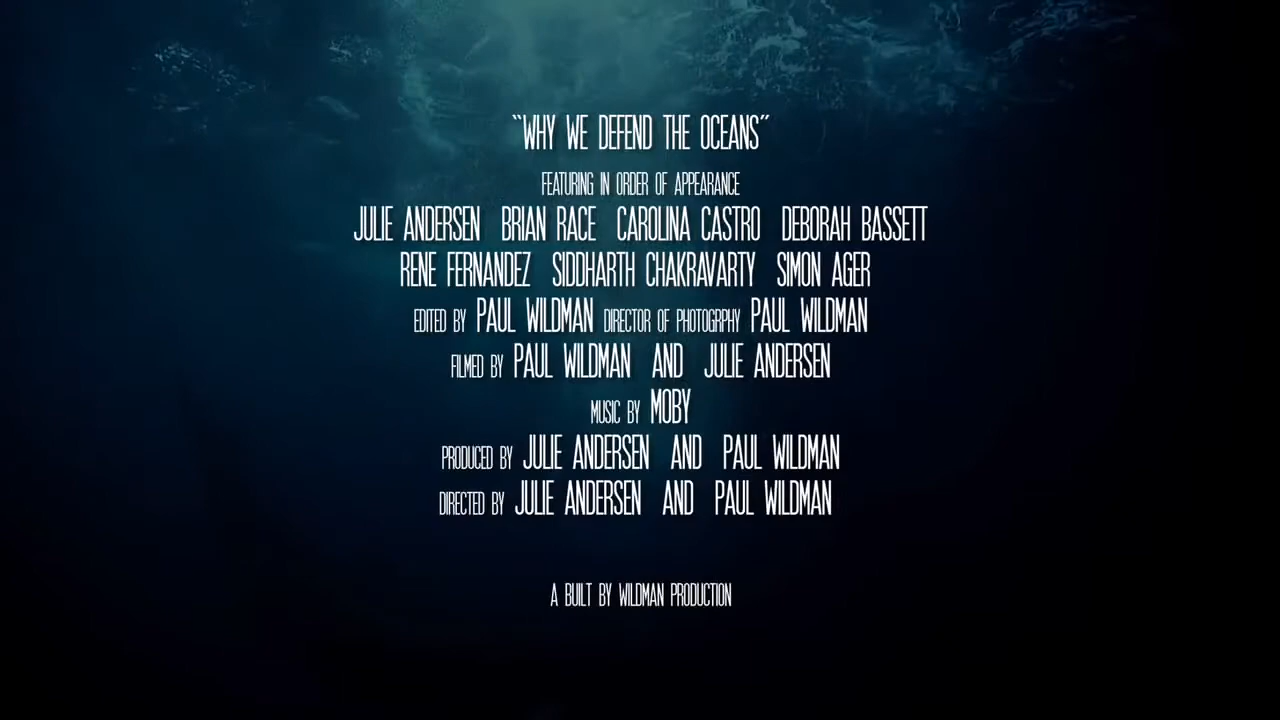 “WHY WE DEFEND THE OCEANS”
FEATURING IN ORDER OF APPEARANCE
JULIE ANDERSEN BRIAN RACE CAROLINA CASTRO DEBORAH BASSETT
RENE FERNANDEZ SIDDHARTH CHAKRAVARTY SIMON AGER
EDITED BY PAUL WILDMAN DIRECTOR OF PHOTOGRPHY PAUL WILDMAN
FILMED BY PAUL WILDMAN AND JULIE ANDERSEN
MUSIC BY MOBY
PRODUCED BY JULIE ANDERSEN AND PAUL WILDMAN
DIRECTED BY JULIE ANDERSEN AND PAUL WILDMAN
A BUILT BY WILDMAN PRODUCTION